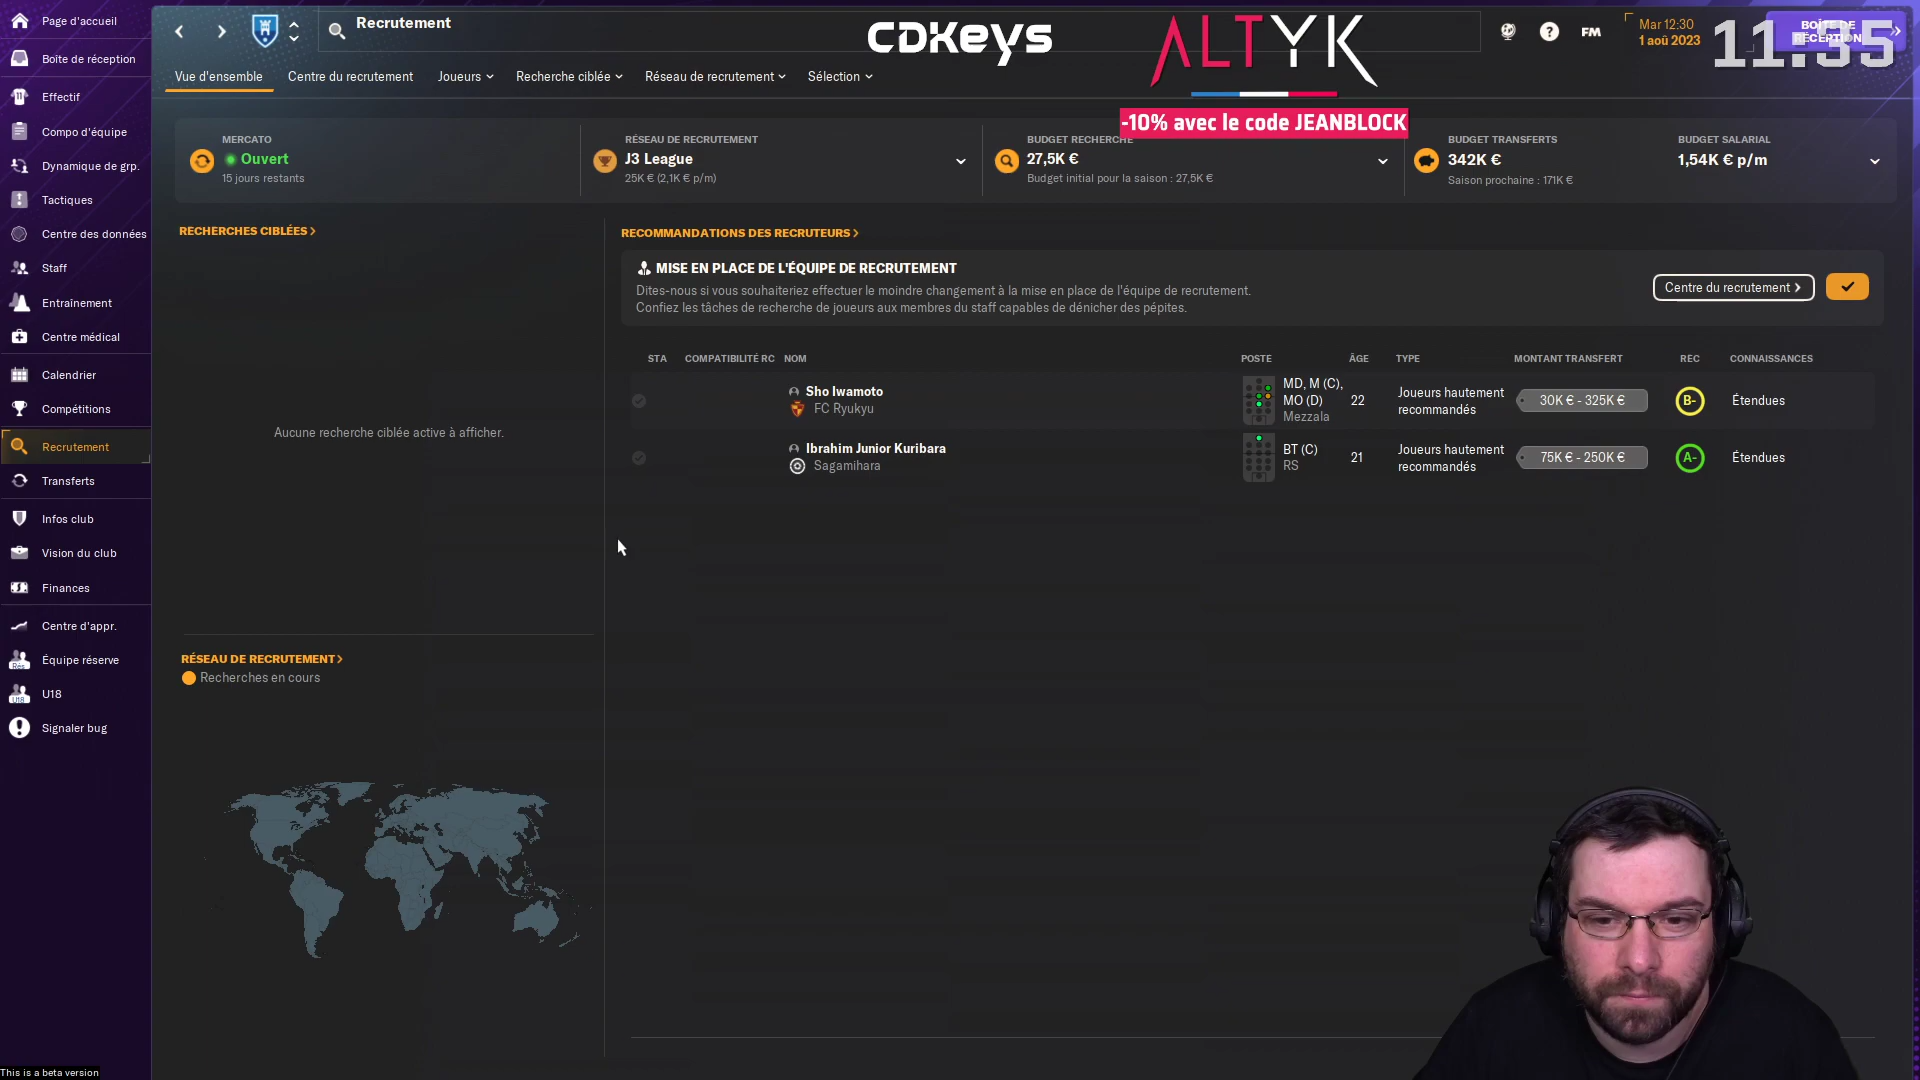 Page d'accueil
Boîte de réception
Effectif
Compo d'équipe
Dynamique de grp.
Tactiques
Centre des données
Staff
Entraînement
Centre médical
Calendrier
Compétitions
Recrutement
Transferts
Infos club
Vision du club
Finances
Centre d'appr.
Équipe réserve
U18
Signaler bug
This is a beta version
Recrutement
CDKeys
ALTYK
-10% avec le code JEANBLOCK
FM
Mar 12:30
1 aoû 2023
BOÎTE DE
RÉCEPTION
11:35
Vue d'ensemble
Centre du recrutement
Joueurs
Recherche ciblée
Réseau de recrutement
Sélection
MERCATO
Ouvert
15 jours restants
RÉSEAU DE RECRUTEMENT
J3 League
25K € (2,1K € p/m)
BUDGET RECHERCHE
27,5K €
Budget initial pour la saison : 27,5K €
BUDGET TRANSFERTS
342K €
Saison prochaine : 171K €
BUDGET SALARIAL
1,54K € p/m
RECHERCHES CIBLÉES
Aucune recherche ciblée active à afficher.
RÉSEAU DE RECRUTEMENT
Recherches en cours
RECOMMANDATIONS DES RECRUTEURS
MISE EN PLACE DE L'ÉQUIPE DE RECRUTEMENT
Dites-nous si vous souhaiteriez effectuer le moindre changement à la mise en place de l'équipe de recrutement.
Confiez les tâches de recherche de joueurs aux membres du staff capables de dénicher des pépites.
Centre du recrutement
STA COMPATIBILITÉ RC NOM POSTE ÂGE TYPE MONTANT TRANSFERT REC CONNAISSANCES
Sho Iwamoto
FC Ryukyu
MD, M (C),
MO (D)
Mezzala
22
Joueurs hautement
recommandés
30K € - 325K €
B-
Étendues
Ibrahim Junior Kuribara
Sagamihara
BT (C)
RS
21
Joueurs hautement
recommandés
75K € - 250K €
A-
Étendues